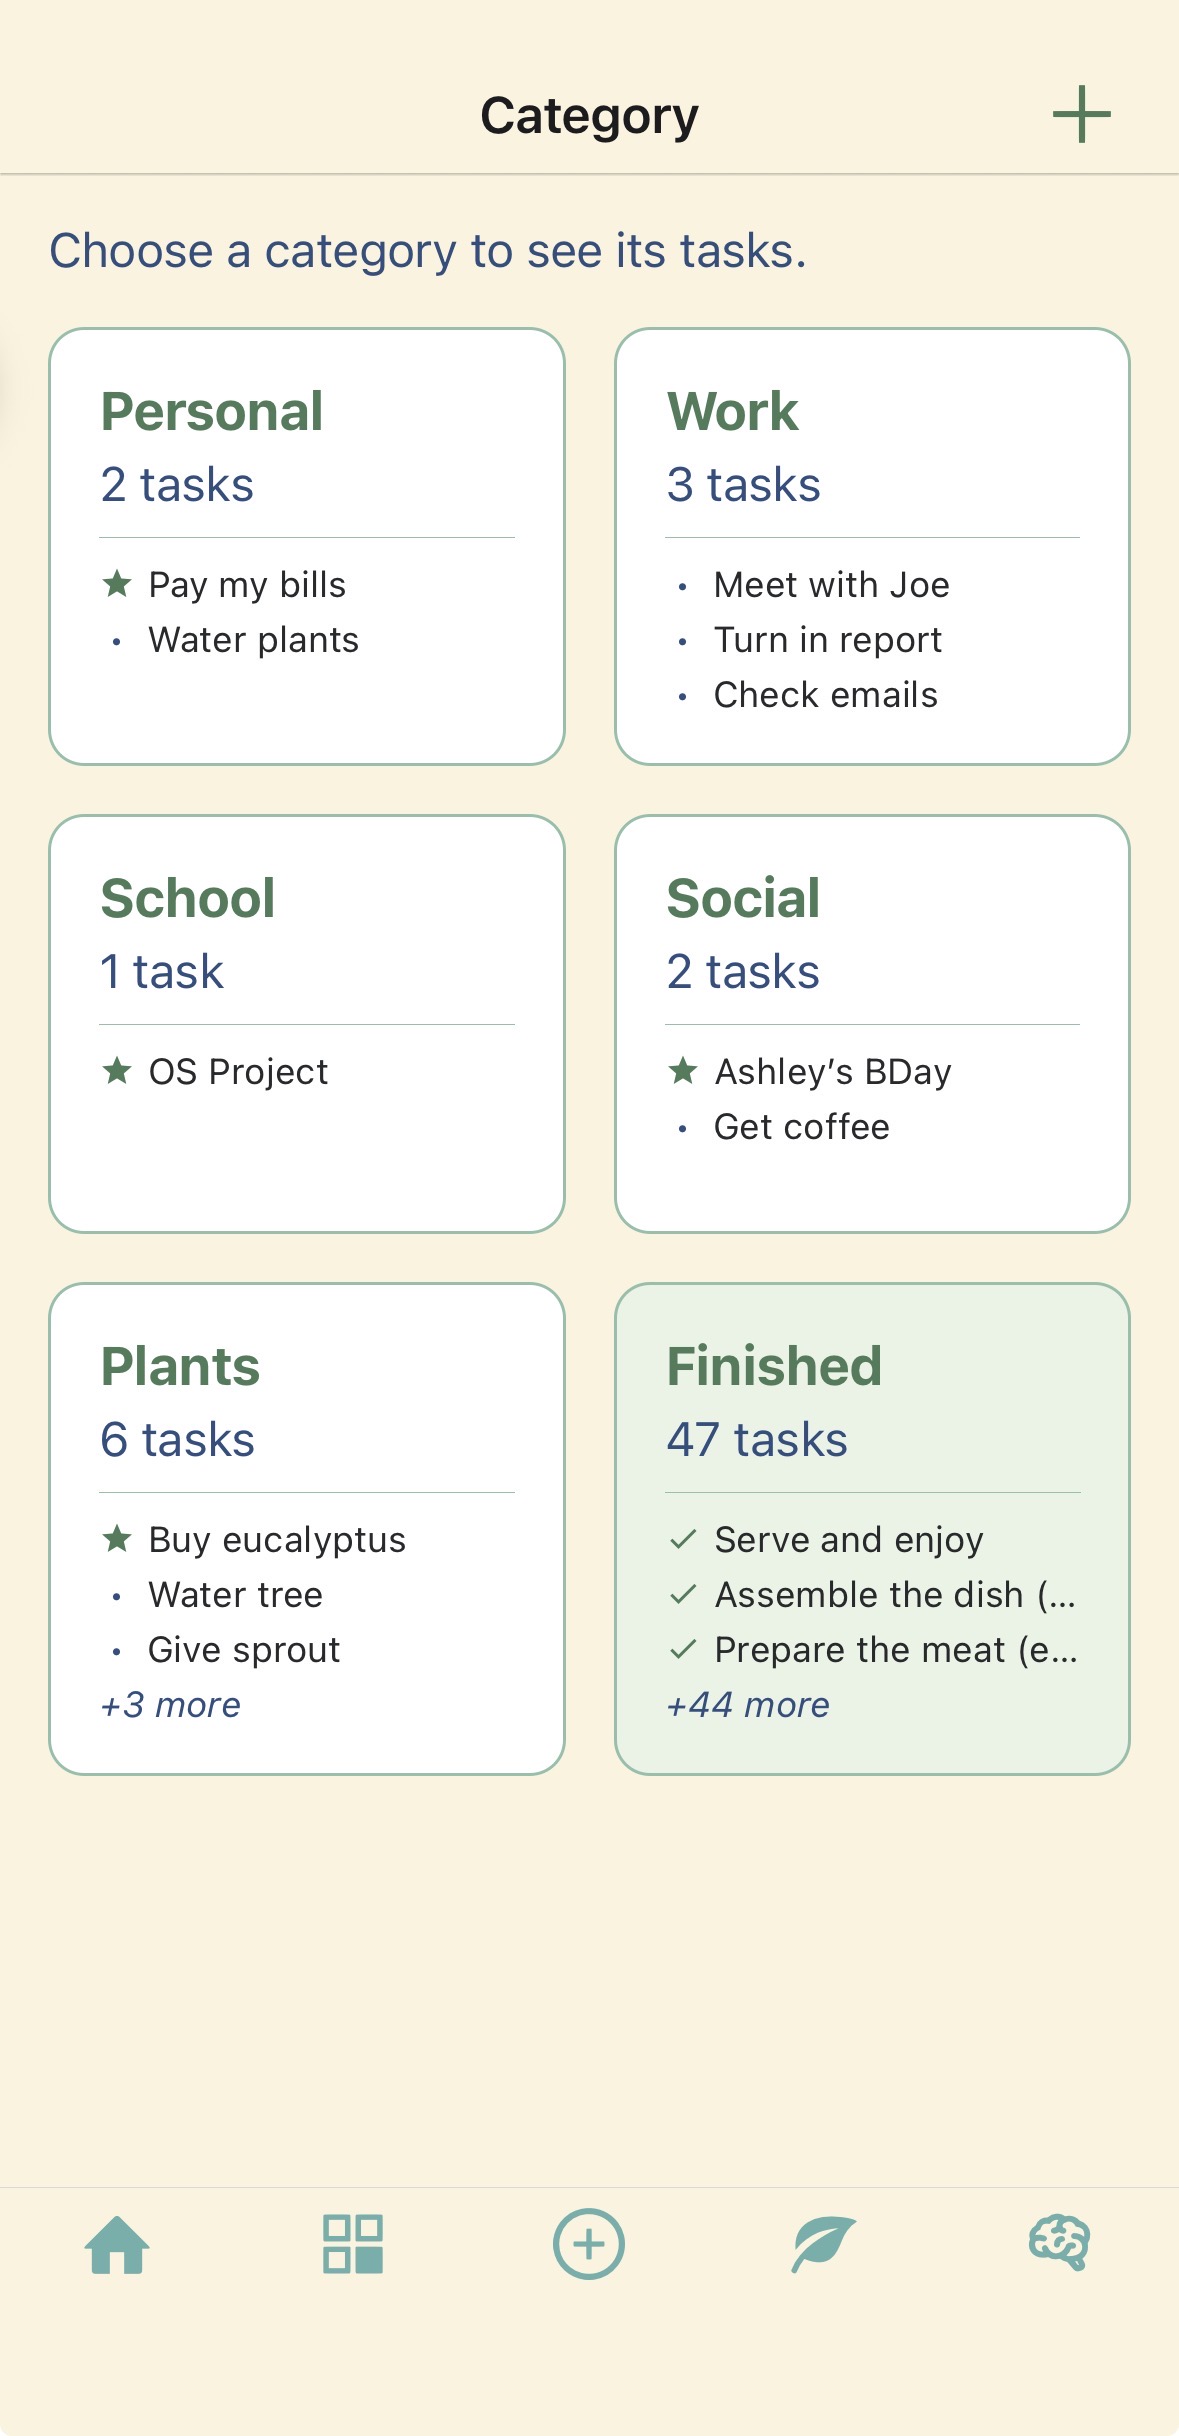 Category
Choose a category to see its tasks.
Personal
2 tasks
★ Pay my bills
• Water plants
Work
3 tasks
• Meet with Joe
• Turn in report
• Check emails
School
1 task
★ OS Project
Social
2 tasks
★ Ashley’s BDay
• Get coffee
Plants
6 tasks
★ Buy eucalyptus
• Water tree
• Give sprout
+3 more
Finished
47 tasks
✓ Serve and enjoy
✓ Assemble the dish (...
✓ Prepare the meat (e...
+44 more